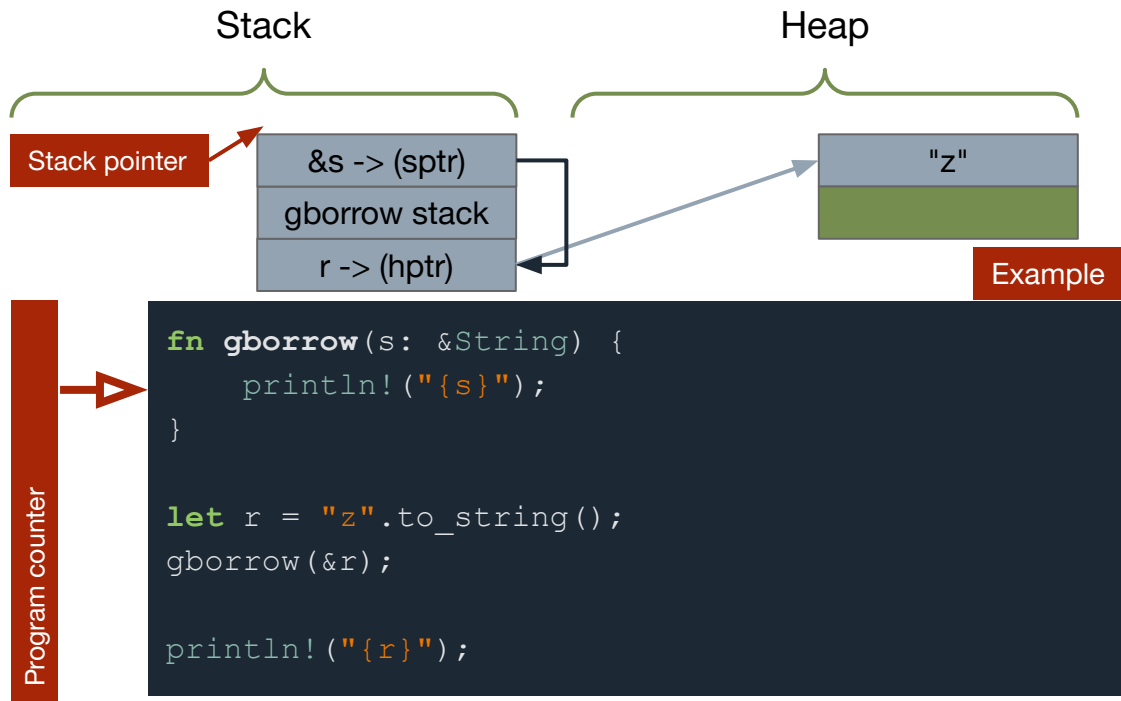 Stack
Heap
Stack pointer
&s -> (sptr)
"z"
gborrow stack
r -> (hptr)
Example
Program counter
fn gborrow(s: &String) {
    println!("{s}");
}
let r = "z".to_string();
gborrow(&r);
println!("{r}");